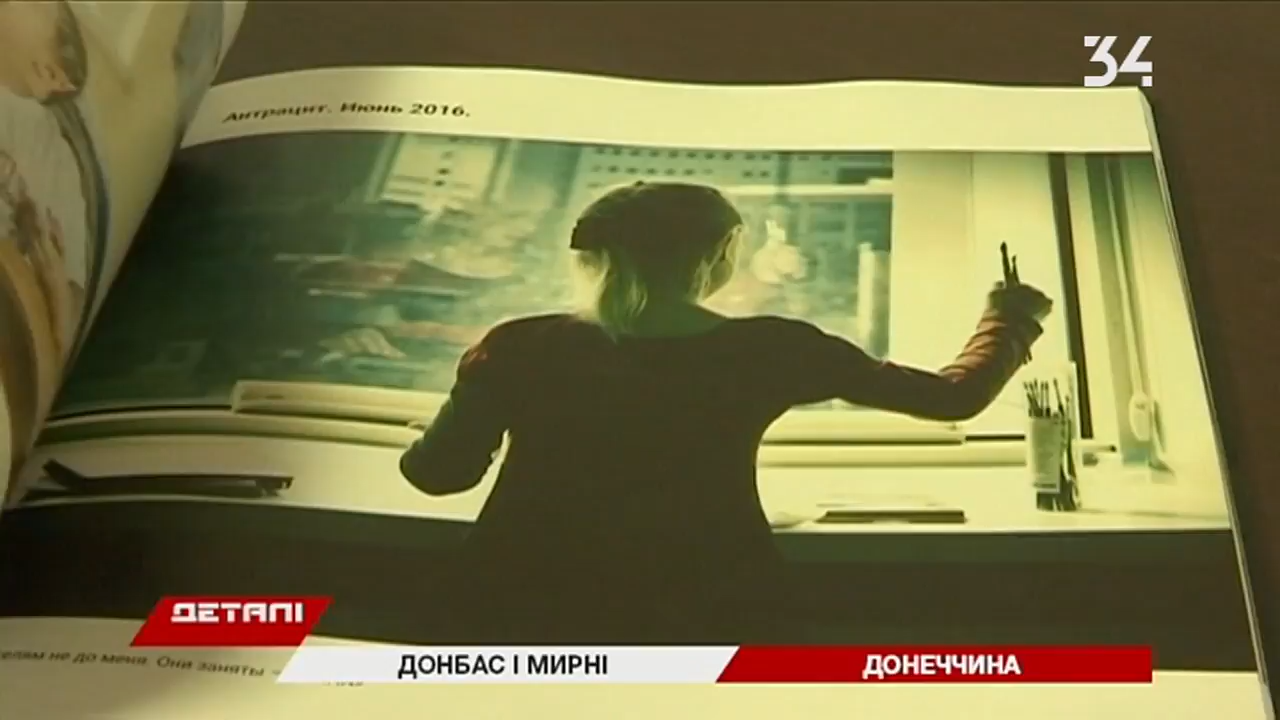 34
Антрацит. Июнь 2016.
ДЕТАЛІ
не до меня. Они заняты –
ДОНБАС І МИРНІ
ДОНЕЧЧИНА